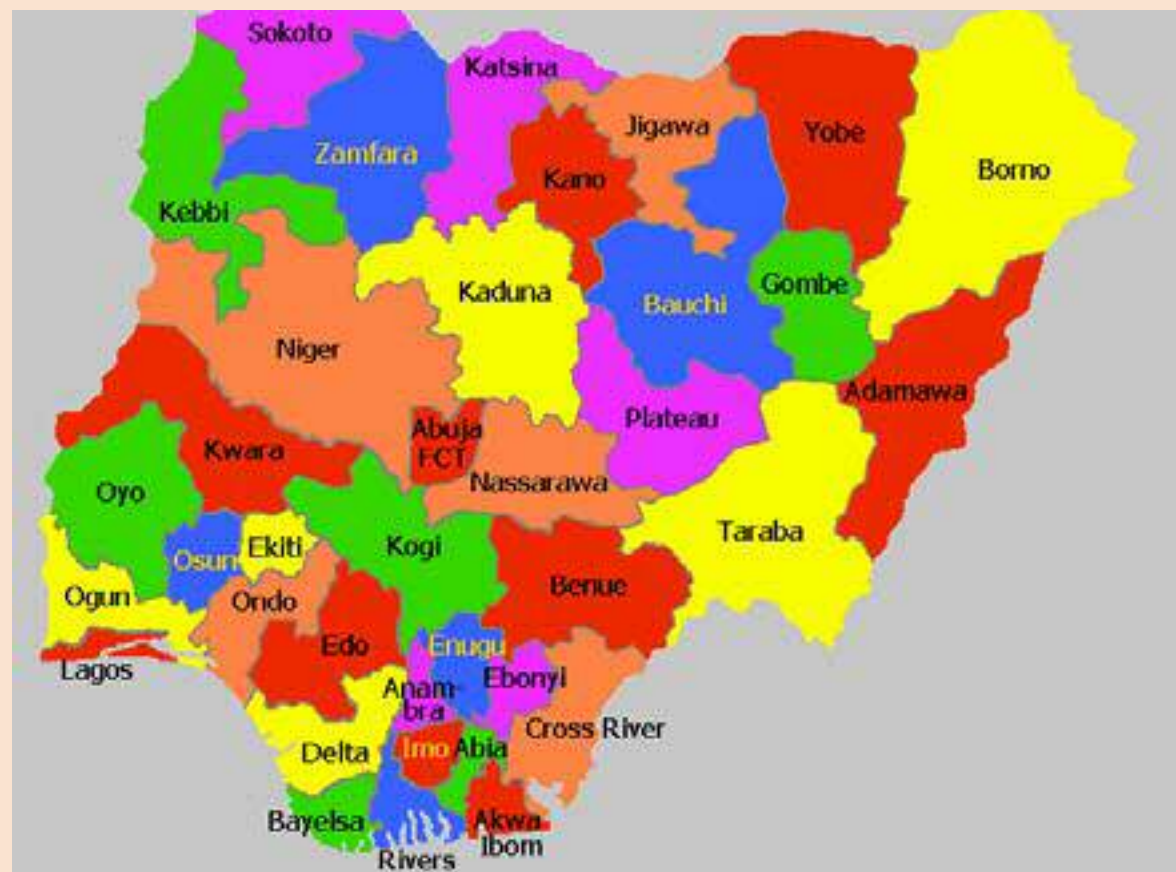 Sokoto
Katsina
Jigawa
Yobe
Zamfara
Kano
Borno
Kebbi
Kaduna
Gombe
Bauchi
Niger
Adamawa
Plateau
Abuja
FCT
Kwara
Nassarawa
Oyo
Taraba
Kogi
Osun
Ekiti
Benue
Ogun
Ondo
Edo
Enugu
Lagos
Ebonyi
Anam-
bra
Cross River
Delta
Imo
Abia
Bayelsa
Akwa
Ibom
Rivers